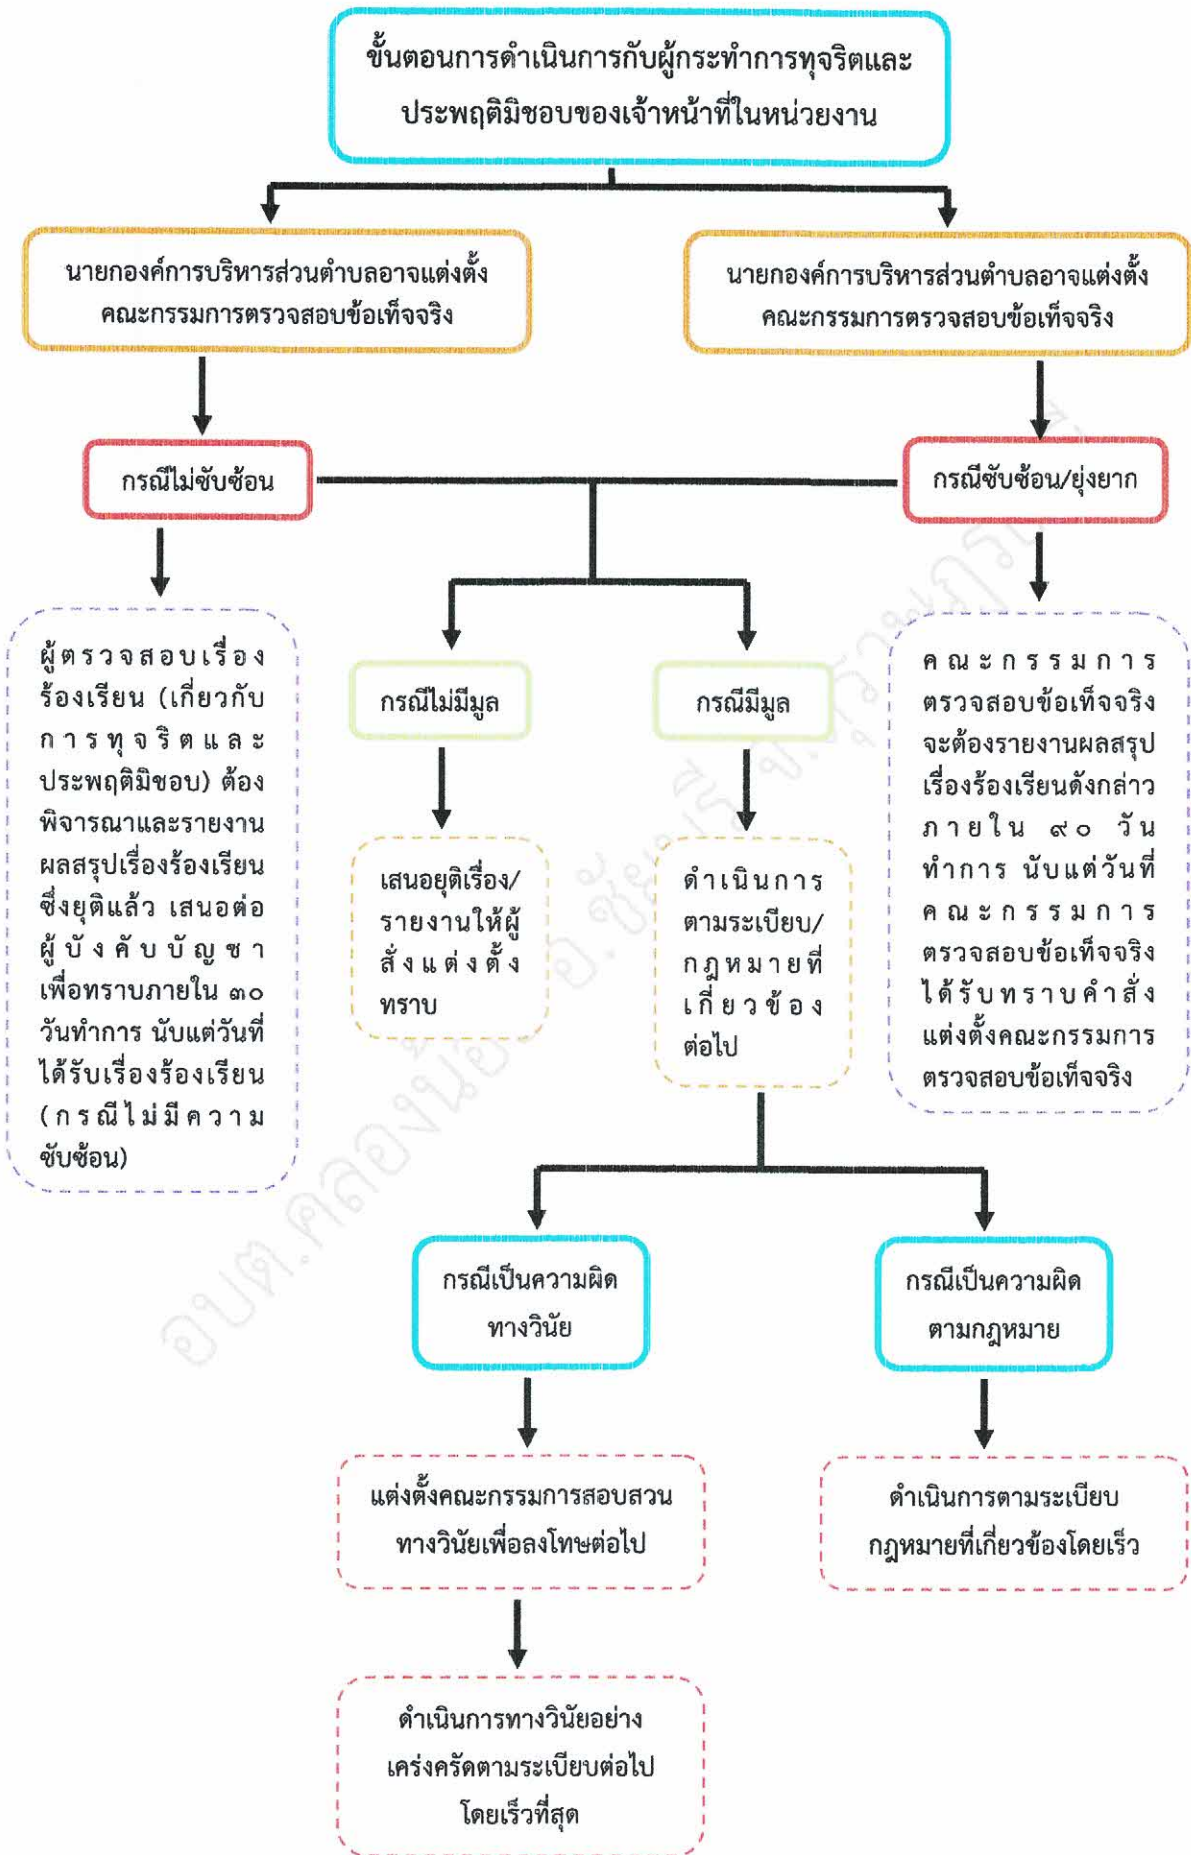 ขั้นตอนการดำเนินการกับผู้กระทำการทุจริตและ
ประพฤติมิชอบของเจ้าหน้าที่ในหน่วยงาน
นายกองค์การบริหารส่วนตำบลอาจแต่งตั้ง
คณะกรรมการตรวจสอบข้อเท็จจริง
นายกองค์การบริหารส่วนตำบลอาจแต่งตั้ง
คณะกรรมการตรวจสอบข้อเท็จจริง
กรณีไม่ซับซ้อน
กรณีซับซ้อน/ยุ่งยาก
ผู้ตรวจสอบเรื่อง
ร้องเรียน (เกี่ยวกับ
การทุจริตและ
ประพฤติมิชอบ) ต้อง
พิจารณาและรายงาน
ผลสรุปเรื่องร้องเรียน
ซึ่งยุติแล้ว เสนอต่อ
ผู้บังคับบัญชา
เพื่อทราบภายใน ๓๐
วันทำการ นับแต่วันที่
ได้รับเรื่องร้องเรียน
(กรณีไม่มีความ
ซับซ้อน)
กรณีไม่มีมูล
กรณีมีมูล
เสนอยุติเรื่อง/
รายงานให้ผู้
สั่งแต่งตั้ง
ทราบ
ดำเนินการ
ตามระเบียบ/
กฎหมายที่
เกี่ยวข้อง
ต่อไป
คณะกรรมการ
ตรวจสอบข้อเท็จจริง
จะต้องรายงานผลสรุป
เรื่องร้องเรียนดังกล่าว
ภายใน ๙๐ วัน
ทำการ นับแต่วันที่
คณะกรรมการ
ตรวจสอบข้อเท็จจริง
ได้รับทราบคำสั่ง
แต่งตั้งคณะกรรมการ
ตรวจสอบข้อเท็จจริง
กรณีเป็นความผิด
ทางวินัย
กรณีเป็นความผิด
ตามกฎหมาย
แต่งตั้งคณะกรรมการสอบสวน
ทางวินัยเพื่อลงโทษต่อไป
ดำเนินการตามระเบียบ
กฎหมายที่เกี่ยวข้องโดยเร็ว
ดำเนินการทางวินัยอย่าง
เคร่งครัดตามระเบียบต่อไป
โดยเร็วที่สุด